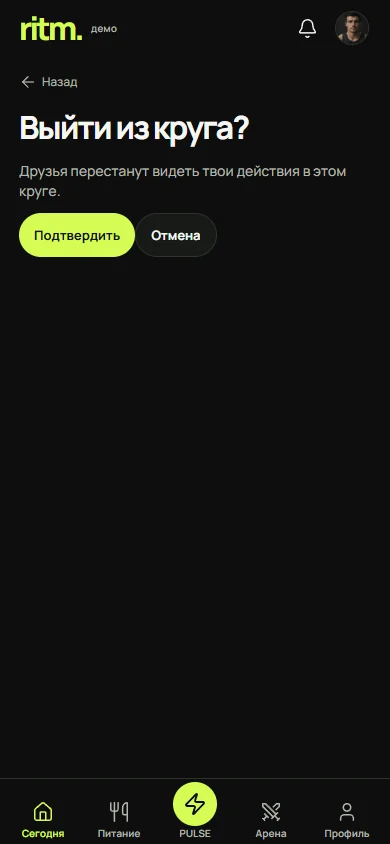 ritm. демо
Назад
Выйти из круга?
Друзья перестанут видеть твои действия в этом
круге.
Подтвердить Отмена
Сегодня Питание PULSE Арена Профиль